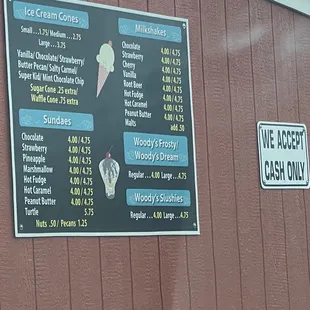 Ice Cream Cones
Small...1.75/Medium...2.75
Large...3.75
Vanilla/Chocolate/Strawberry/
Butter Pecan/Salty Carmel/
Super Kid/Mint Chocolate Chip
Sugar Cone .25 extra/
Waffle Cone .75 extra
Sundaes
Chocolate 4.00/4.75
Strawberry 4.00/4.75
Pineapple 4.00/4.75
Marshmallow 4.00/4.75
Hot Fudge 4.00/4.75
Hot Caramel 4.00/4.75
Peanut Butter 4.00/4.75
Turtle 5.75
Nuts .50/ Pecans 1.25
Milkshakes
Chocolate 4.00/4.75
Strawberry 4.00/4.75
Cherry 4.00/4.75
Vanilla 4.00/4.75
Root Beer 4.00/4.75
Hot Fudge 4.00/4.75
Hot Caramel 4.00/4.75
Peanut Butter 4.00/4.75
Malts add .50
Woody's Frosty/
Woody's Dream
Regular ...4.00 Large ...4.75
Woody's Slushies
Regular ...4.00 Large ...4.75
WE ACCEPT
CASH ONLY